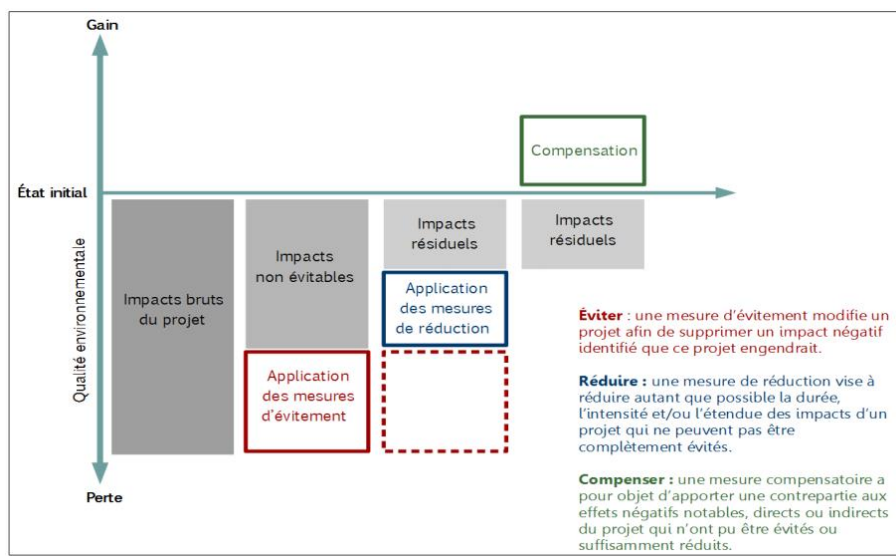 Gain
Compensation
État initial
Qualité environnementale
Impacts bruts
du projet
Impacts
non évitables
Impacts
résiduels
Impacts
résiduels
Application
des mesures
de réduction
Application
des mesures
d'évitement
Perte
Éviter : une mesure d'évitement modifie un
projet afin de supprimer un impact négatif
identifié que ce projet engendrait.
Réduire : une mesure de réduction vise à
réduire autant que possible la durée,
l'intensité et/ou l'étendue des impacts d'un
projet qui ne peuvent pas être
complètement évités.
Compenser : une mesure compensatoire a
pour objet d'apporter une contrepartie aux
effets négatifs notables, directs ou indirects
du projet qui n'ont pu être évités ou
suffisamment réduits.